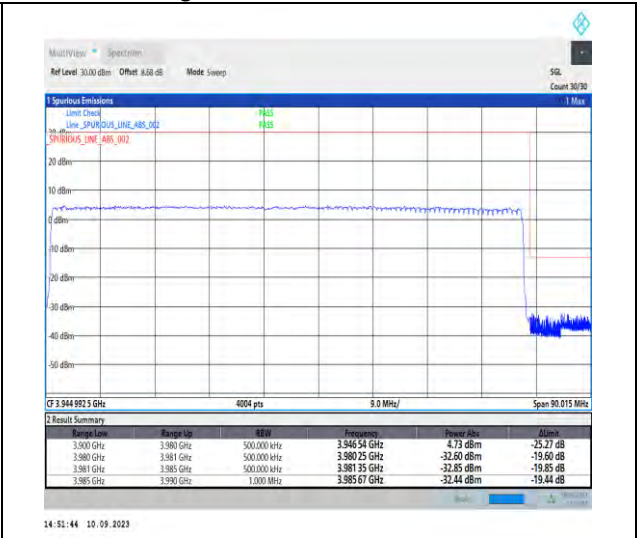 MultiView Spectrum
Ref Level 30.00 dBm Offset 8.68 dB Mode Sweep SGL
Count 30/30
1 Spurious Emissions 1 Max
Limit Check PASS
Line _SPURIOUS_LINE_ABS_002 PASS
_SPURIOUS_LINE_ABS_002
20 dBm
10 dBm
0 dBm
-10 dBm
-20 dBm
-30 dBm
-40 dBm
-50 dBm
CF 3.944 992 5 GHz 4004 pts 9.0 MHz/ Span 90.015 MHz
2 Result Summary
Range Low Range Up RBW Frequency Power Abs ΔLimit
3.900 GHz 3.980 GHz 500.000 kHz 3.946 54 GHz 4.73 dBm -25.27 dB
3.980 GHz 3.981 GHz 500.000 kHz 3.980 25 GHz -32.60 dBm -19.60 dB
3.981 GHz 3.985 GHz 500.000 kHz 3.981 35 GHz -32.85 dBm -19.85 dB
3.985 GHz 3.990 GHz 1.000 MHz 3.985 67 GHz -32.44 dBm -19.44 dB
14:51:44 10.09.2023